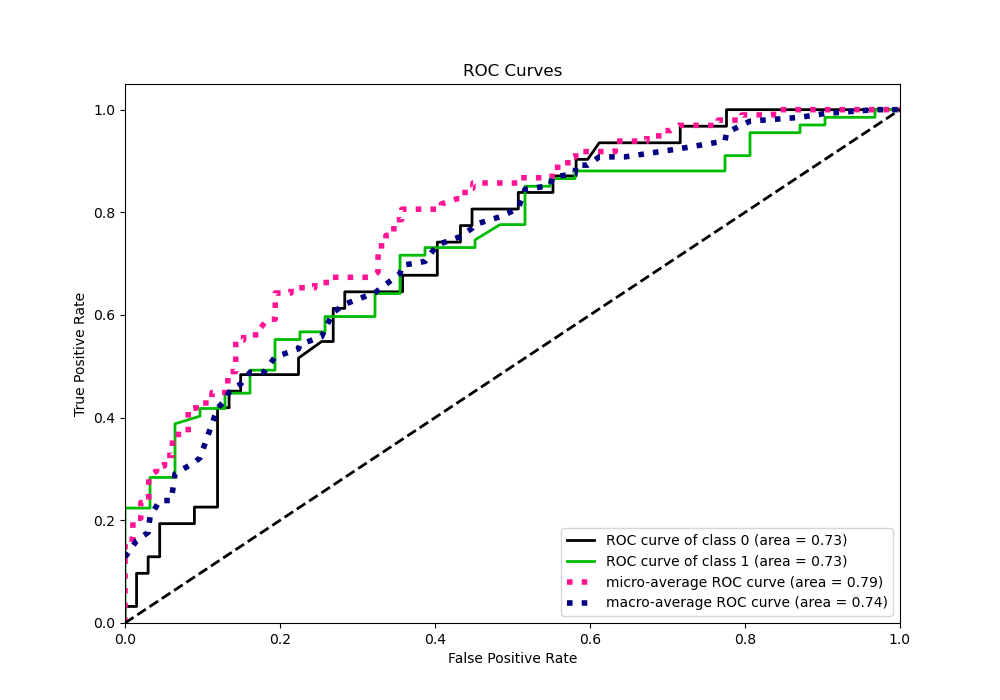 ROC Curves
True Positive Rate
1.0
0.8
0.6
0.4
0.2
0.0
0.0 0.2 0.4 0.6 0.8 1.0
False Positive Rate
ROC curve of class 0 (area = 0.73)
ROC curve of class 1 (area = 0.73)
micro-average ROC curve (area = 0.79)
macro-average ROC curve (area = 0.74)